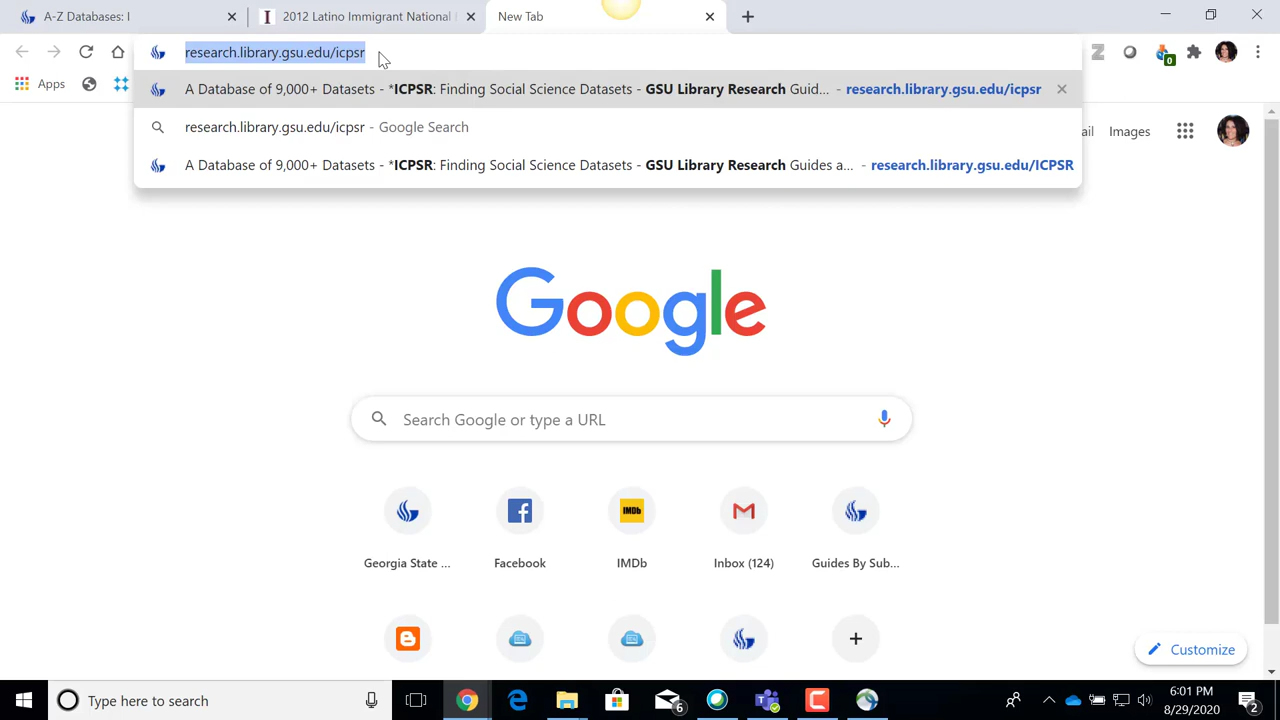 A-Z Databases: I
2012 Latino Immigrant National
New Tab
research.library.gsu.edu/icpsr
A Database of 9,000+ Datasets - *ICPSR: Finding Social Science Datasets - GSU Library Research Guid... - research.library.gsu.edu/icpsr
Apps
research.library.gsu.edu/icpsr - Google Search
ail
Images
A Database of 9,000+ Datasets - *ICPSR: Finding Social Science Datasets - GSU Library Research Guides a... - research.library.gsu.edu/ICPSR
Google
Search Google or type a URL
Georgia State ...
Facebook
IMDb
Inbox (124)
Guides By Sub...
Customize
Type here to search
6:01 PM
8/29/2020